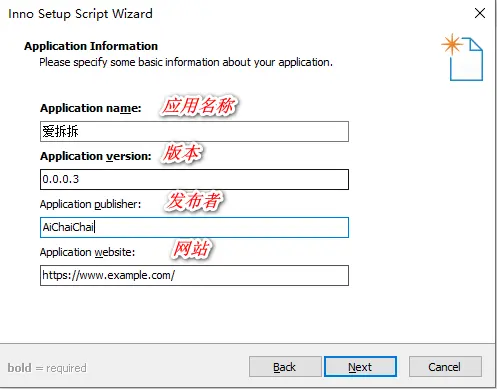 Inno Setup Script Wizard
Application Information
Please specify some basic information about your application.
Application name: 应用名称
爱拆拆
Application version: 版本
0.0.0.3
Application publisher: 发布者
AiChaiChai
Application website: 网站
https://www.example.com/
bold = required
Back Next Cancel